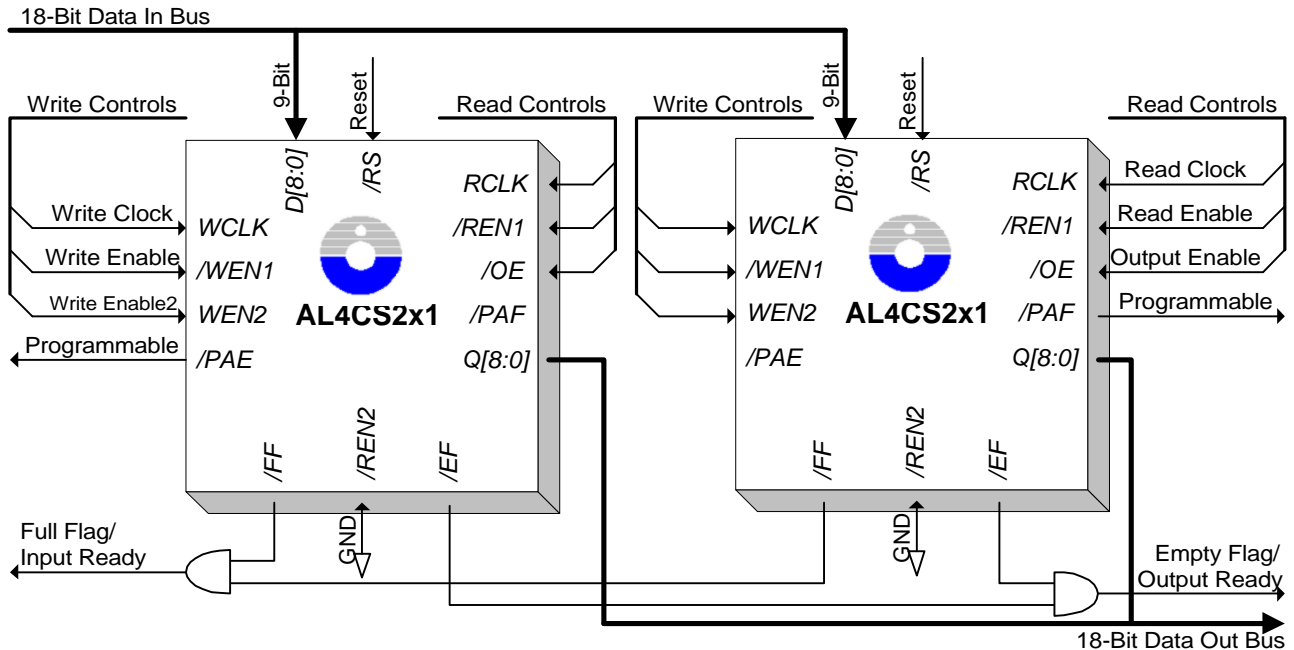 18-Bit Data In Bus
9-Bit
Reset
9-Bit
Reset
Write Controls
Read Controls
Write Controls
Read Controls
D[8:0]
/RS
D[8:0]
/RS
RCLK
RCLK
Read Clock
Write Clock
WCLK
/REN1
WCLK
/REN1
Read Enable
Write Enable
/WEN1
/OE
/WEN1
/OE
Output Enable
Write Enable2
WEN2
AL4CS2x1
/PAF
WEN2
AL4CS2x1
/PAF
Programmable
Programmable
/PAE
Q[8:0]
/PAE
Q[8:0]
/FF
/REN2
/EF
/FF
/REN2
/EF
Full Flag/
Input Ready
GND
GND
Empty Flag/
Output Ready
18-Bit Data Out Bus